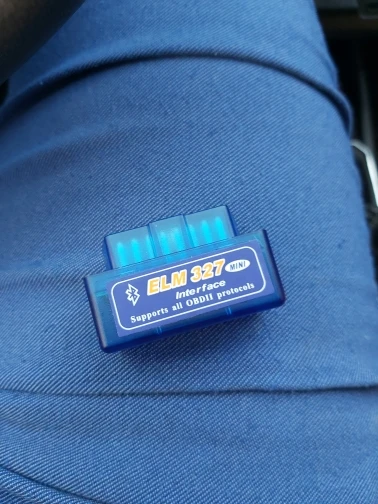 ELM 327 MINI
Interface
Supports all OBDII protocols